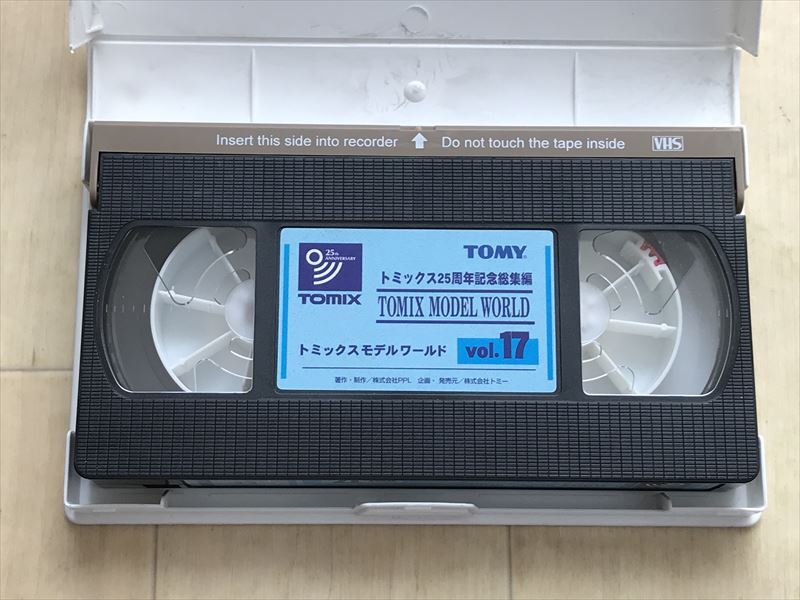 Insert this side into recorder ⬆ Do not touch the tape inside VHS
25th ANNIVERSARY
TOMIX
TOMY®
トミックス25周年記念総集編
TOMIX MODEL WORLD
トミックスモデルワールド vol.17
著作・制作/株式会社PPL 企画・発売元/株式会社トミー